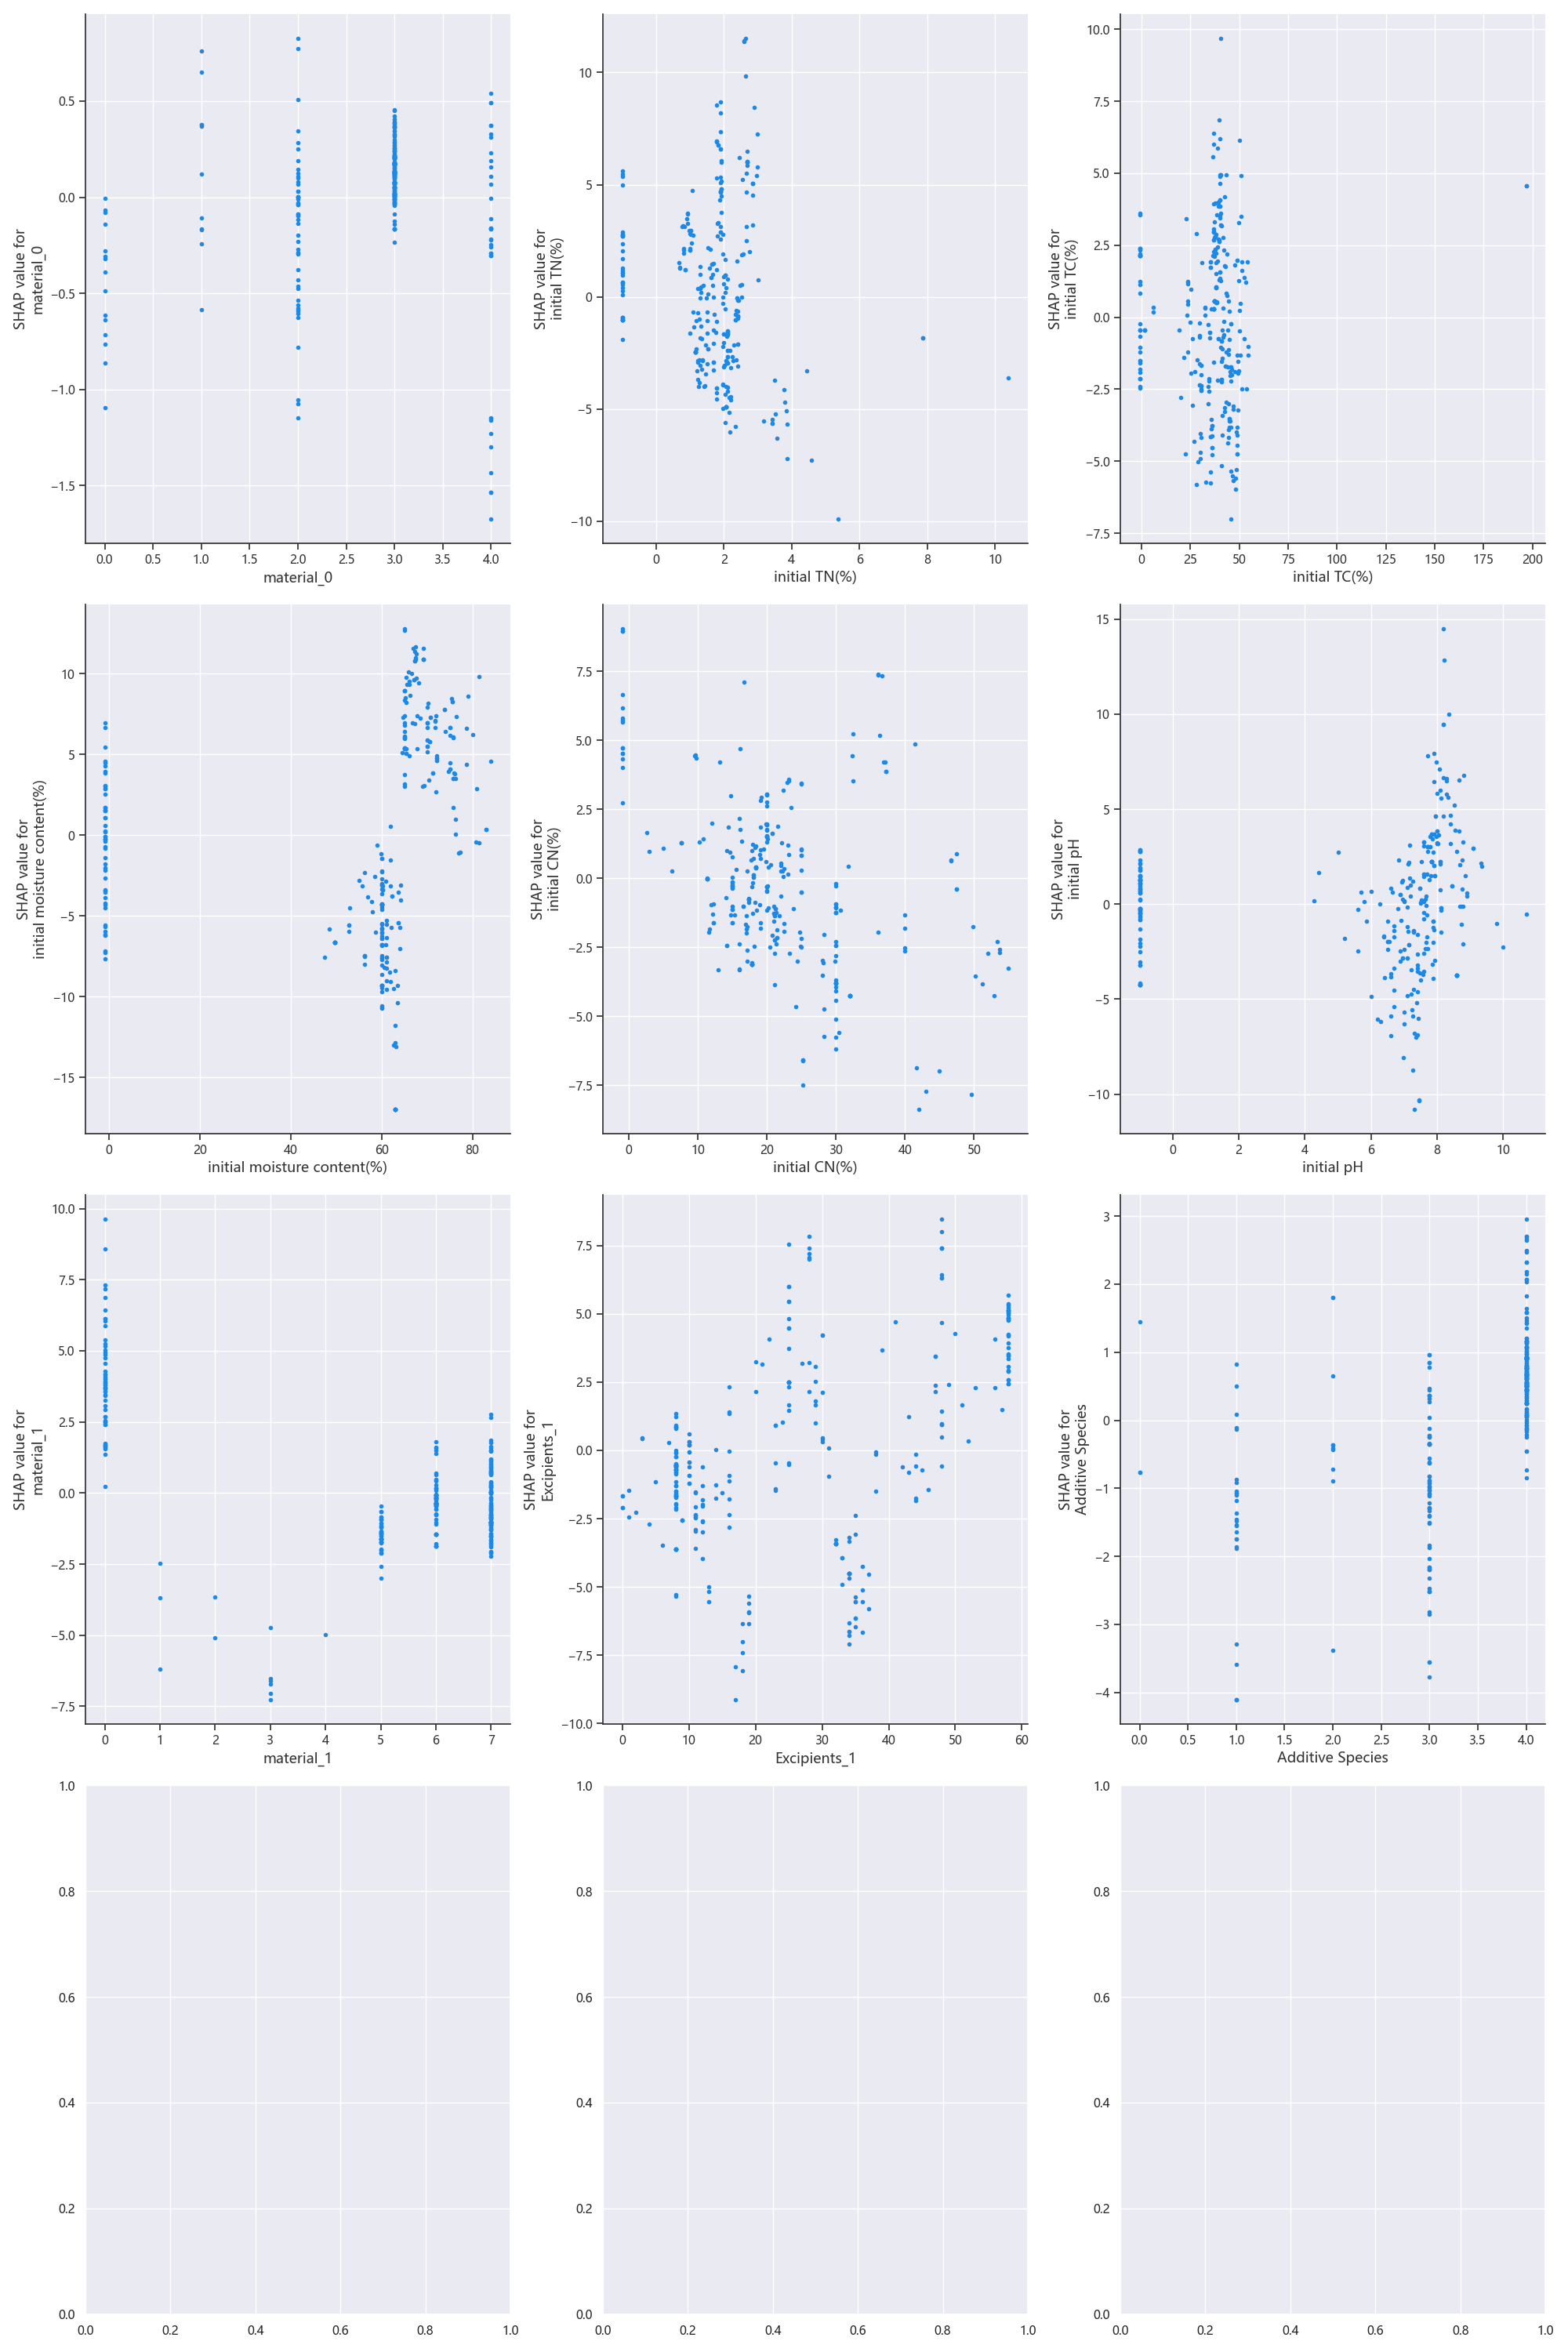 0.5
0.0
−0.5
−1.0
−1.5
SHAP value for
material_0
0.0 0.5 1.0 1.5 2.0 2.5 3.0 3.5 4.0
material_0
10
5
0
−5
−10
SHAP value for
initial TN(%)
0 2 4 6 8 10
initial TN(%)
10.0
7.5
5.0
2.5
0.0
−2.5
−5.0
−7.5
SHAP value for
initial TC(%)
0 25 50 75 100 125 150 175 200
initial TC(%)
10
5
0
−5
−10
−15
SHAP value for
initial moisture content(%)
0 20 40 60 80
initial moisture content(%)
7.5
5.0
2.5
0.0
−2.5
−5.0
−7.5
SHAP value for
initial CN(%)
0 10 20 30 40 50
initial CN(%)
15
10
5
0
−5
−10
SHAP value for
initial pH
0 2 4 6 8 10
initial pH
10.0
7.5
5.0
2.5
0.0
−2.5
−5.0
−7.5
SHAP value for
material_1
0 1 2 3 4 5 6 7
material_1
7.5
5.0
2.5
0.0
−2.5
−5.0
−7.5
−10.0
SHAP value for
Excipients_1
0 10 20 30 40 50 60
Excipients_1
3
2
1
0
−1
−2
−3
−4
SHAP value for
Additive Species
0.0 0.5 1.0 1.5 2.0 2.5 3.0 3.5 4.0
Additive Species
1.0
0.8
0.6
0.4
0.2
0.0
0.0 0.2 0.4 0.6 0.8 1.0
1.0
0.8
0.6
0.4
0.2
0.0
0.0 0.2 0.4 0.6 0.8 1.0
1.0
0.8
0.6
0.4
0.2
0.0
0.0 0.2 0.4 0.6 0.8 1.0